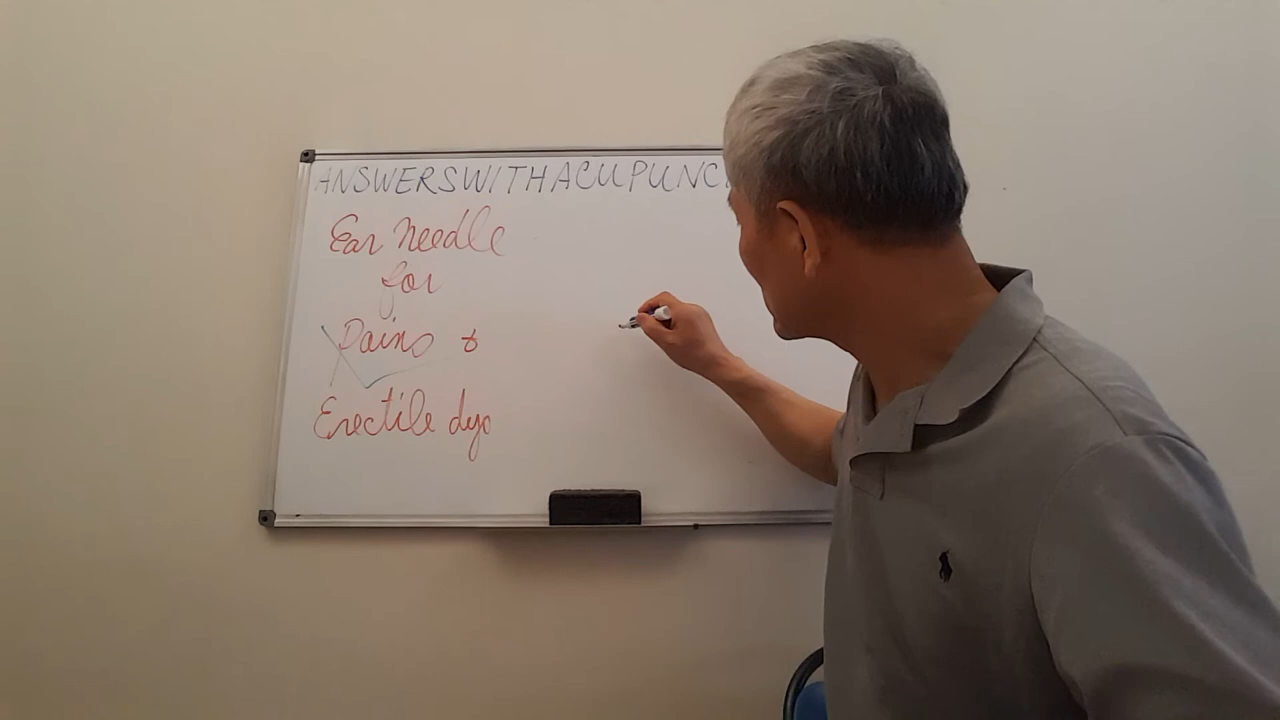 ANSWERSWITHACUPUNC
Ear Needle
for
Pains &
Erectile dys